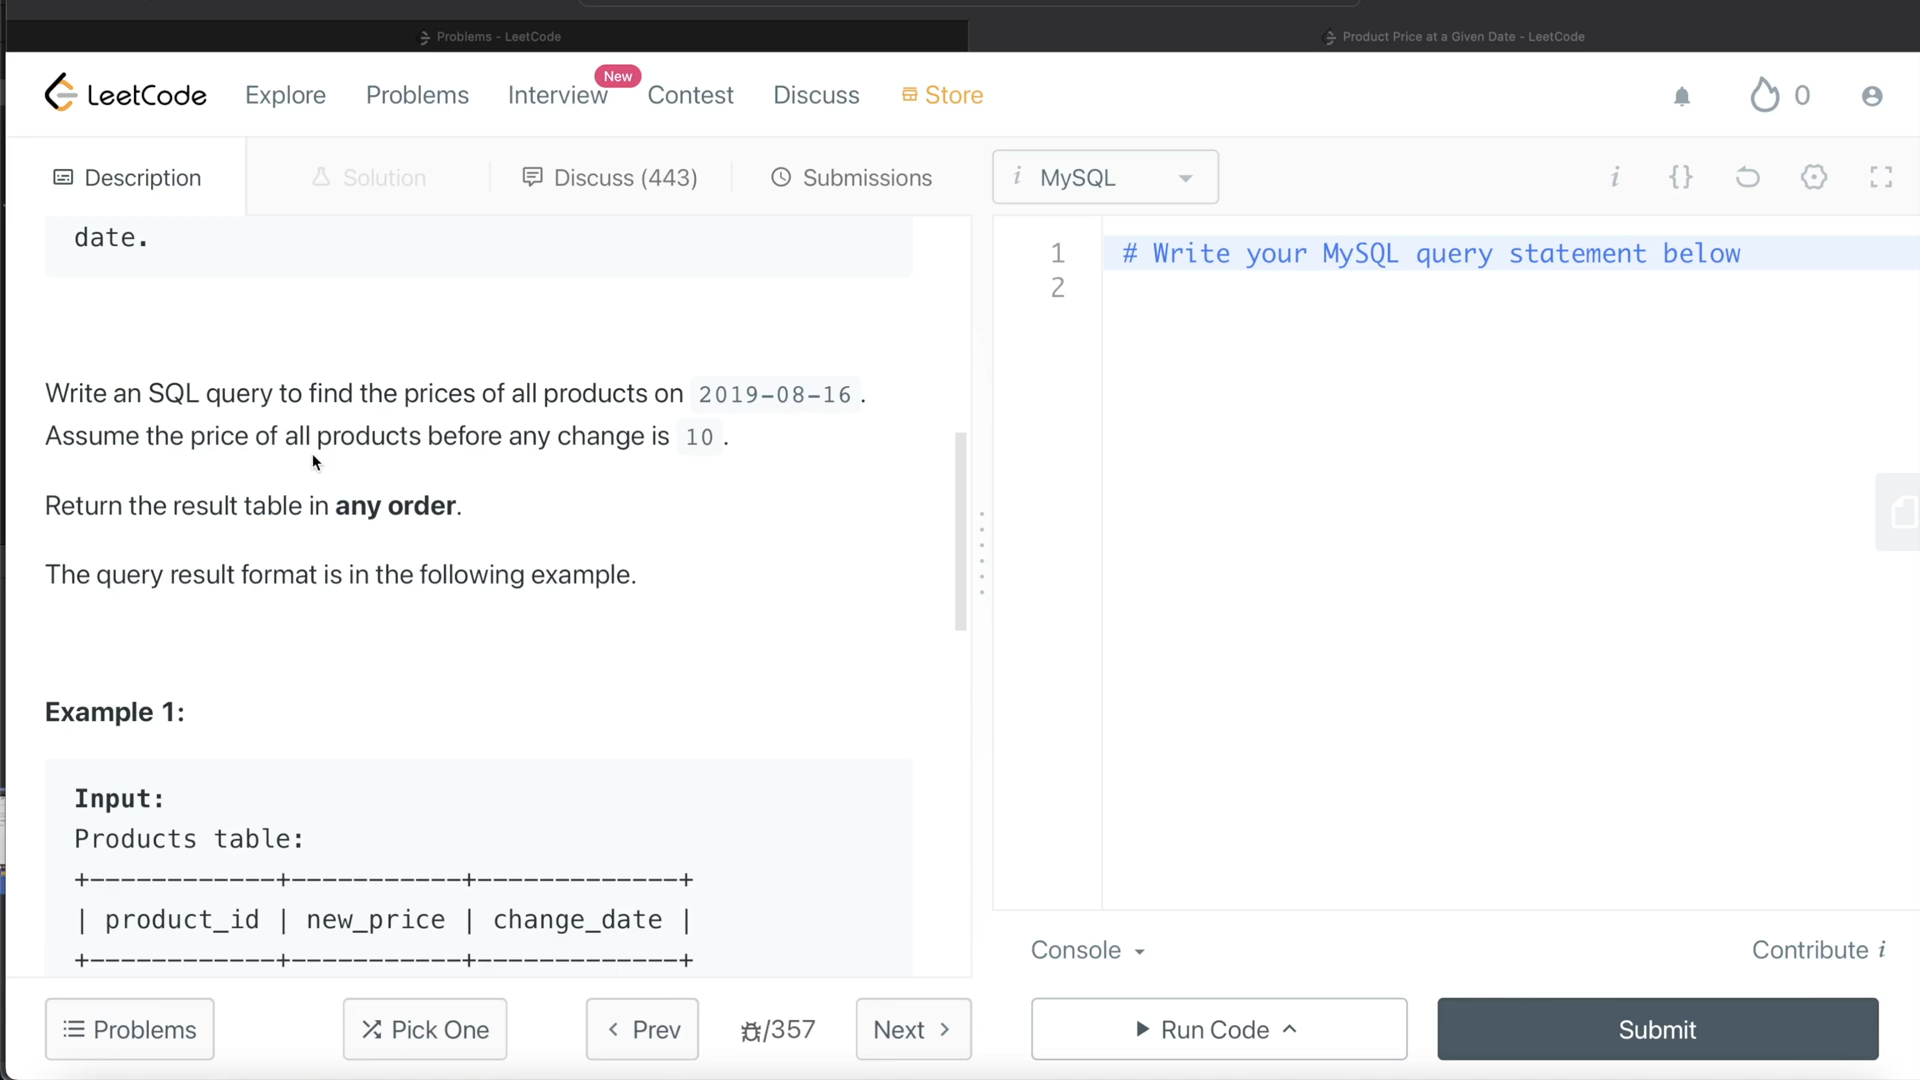 Problems - LeetCode
Product Price at a Given Date - LeetCode
LeetCode Explore Problems Interview New Contest Discuss Store 0
Description Solution Discuss (443) Submissions
i MySQL i {}
date.
Write an SQL query to find the prices of all products on 2019-08-16 .
Assume the price of all products before any change is 10 .
Return the result table in any order.
The query result format is in the following example.
Example 1:
Input:
Products table:
+------------+-----------+-------------+
| product_id | new_price | change_date |
+------------+-----------+-------------+
1 # Write your MySQL query statement below
2
Console
Contribute i
Problems
Pick One
Prev
/357
Next
Run Code
Submit